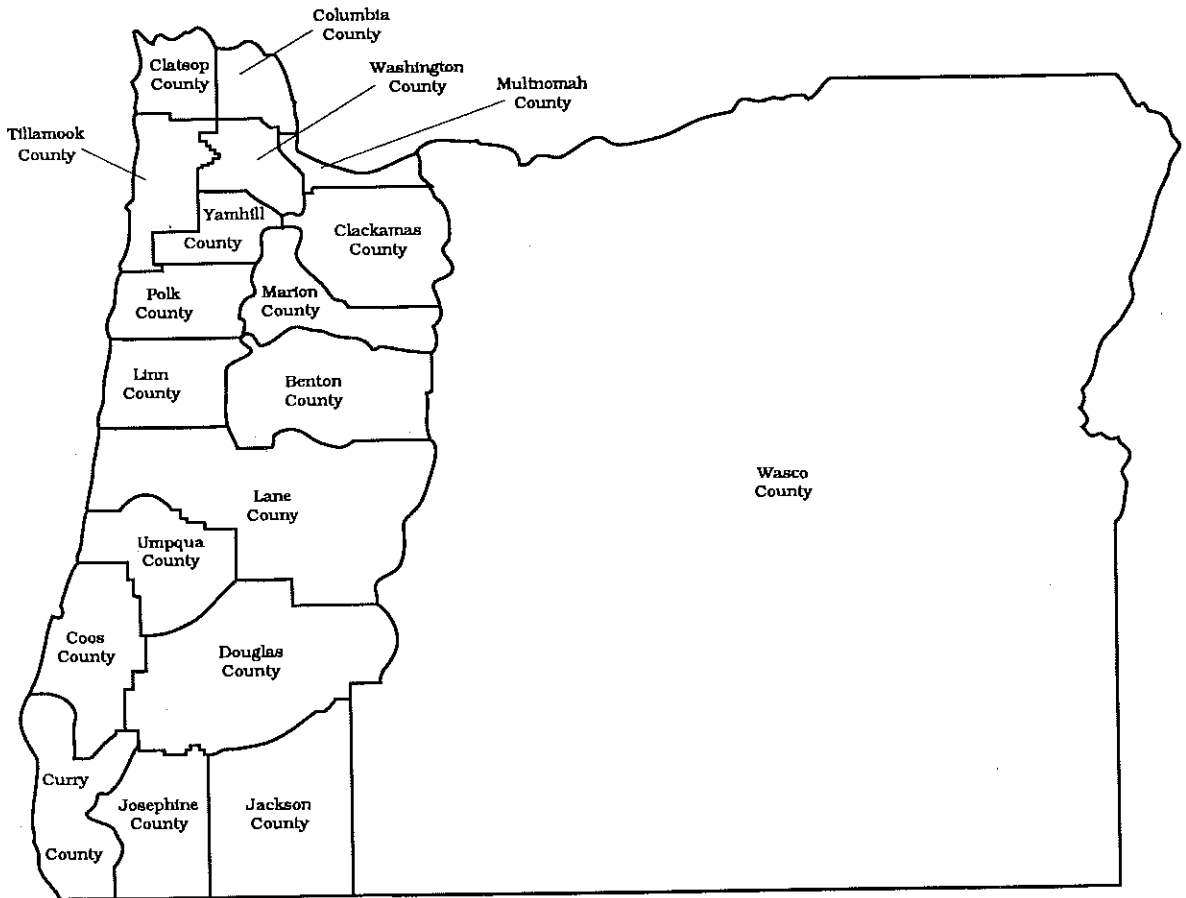 Columbia
County
Clatsop
County
Washington
County
Multnomah
County
Tillamook
County
Yamhill
County
Clackamas
County
Polk
County
Marion
County
Linn
County
Benton
County
Wasco
County
Lane
Couny
Umpqua
County
Coos
County
Douglas
County
Curry
County
Josephine
County
Jackson
County